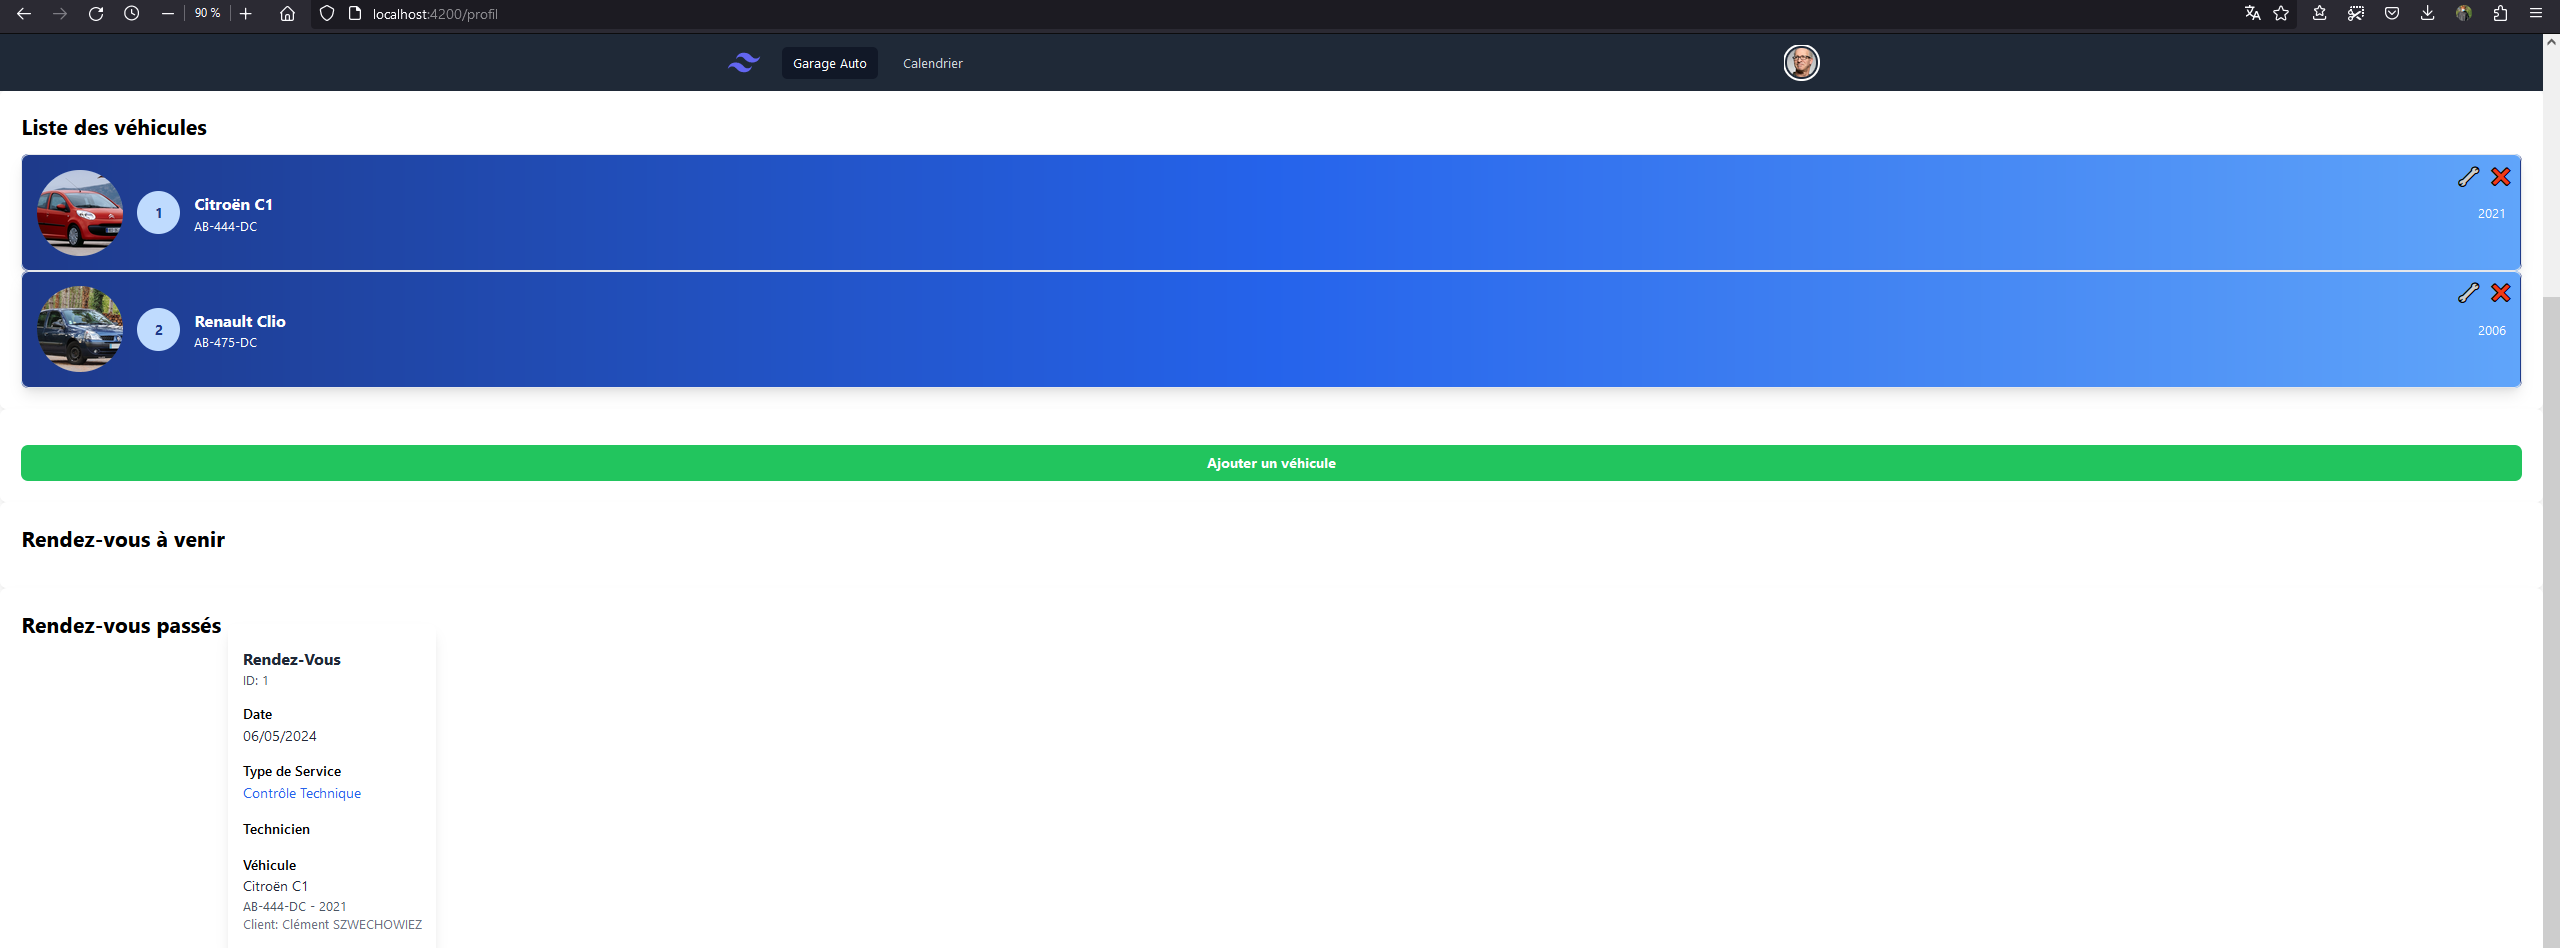 90 %
localhost:4200/profil
Garage Auto
Calendrier
Liste des véhicules
1
Citroën C1
AB-444-DC
2021
2
Renault Clio
AB-475-DC
2006
Ajouter un véhicule
Rendez-vous à venir
Rendez-vous passés
Rendez-Vous
ID: 1
Date
06/05/2024
Type de Service
Contrôle Technique
Technicien
Véhicule
Citroën C1
AB-444-DC - 2021
Client: Clément SZWECHOWIEZ